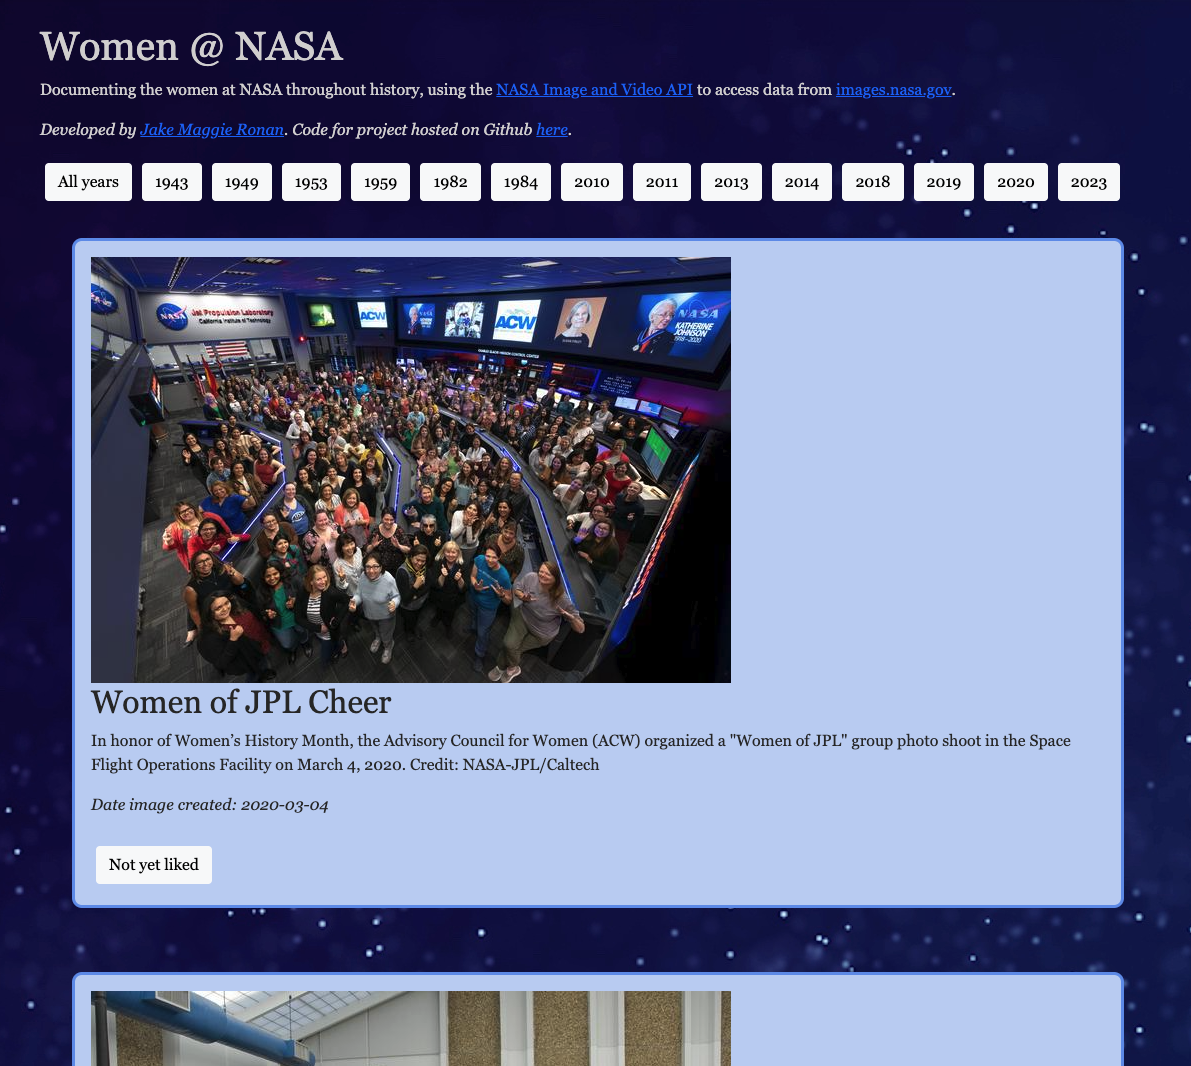 Women @ NASA
Documenting the women at NASA throughout history, using the NASA Image and Video API to access data from images.nasa.gov.
Developed by Jake Maggie Ronan. Code for project hosted on Github here.
All years 1943 1949 1953 1959 1982 1984 2010 2011 2013 2014 2018 2019 2020 2023
NASA
Jet Propulsion Laboratory
California Institute of Technology
ACW
ACW
NASA
KATHERINE
JOHNSON
1918-2020
Women of JPL Cheer
In honor of Women’s History Month, the Advisory Council for Women (ACW) organized a "Women of JPL" group photo shoot in the Space
Flight Operations Facility on March 4, 2020. Credit: NASA-JPL/Caltech
Date image created: 2020-03-04
Not yet liked